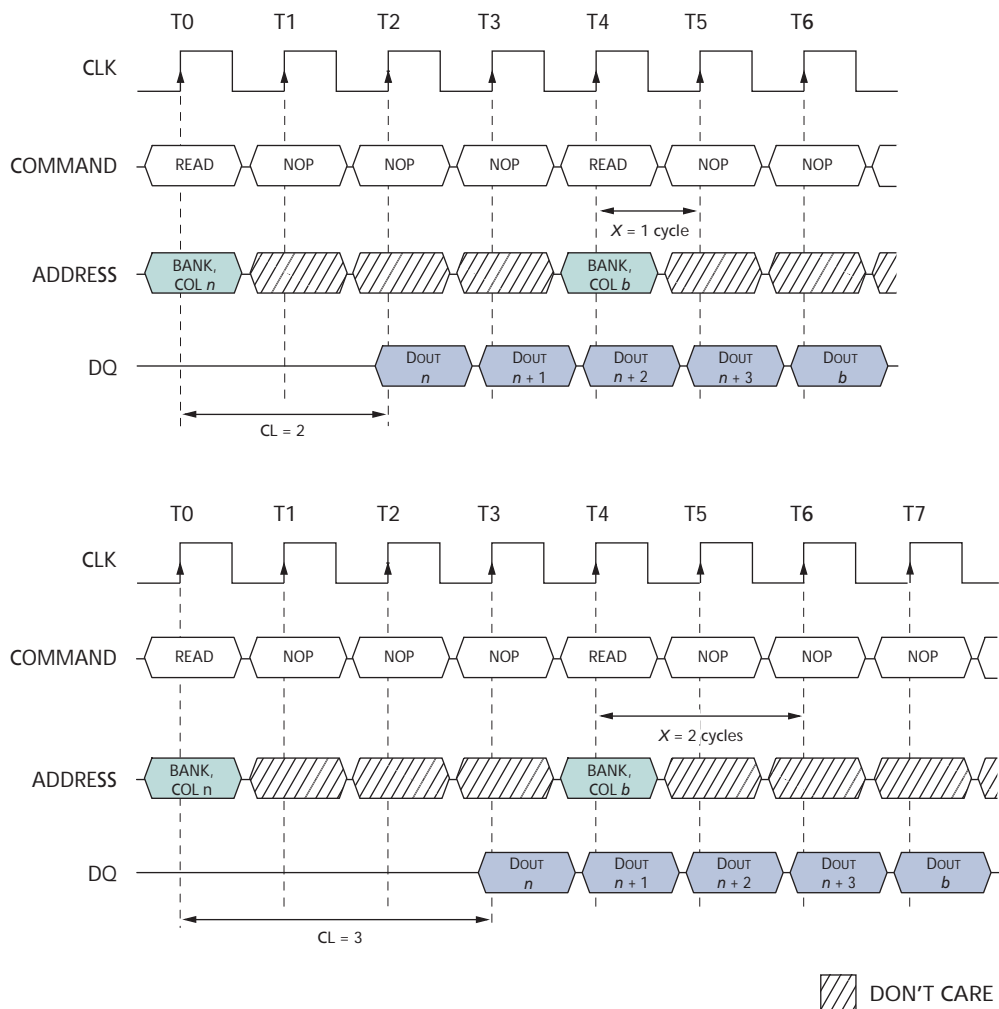 T0 T1 T2 T3 T4 T5 T6
CLK
COMMAND READ NOP NOP NOP READ NOP NOP
X = 1 cycle
ADDRESS BANK, COL n BANK, COL b
DQ DOUT n DOUT n + 1 DOUT n + 2 DOUT n + 3 DOUT b
CL = 2
T0 T1 T2 T3 T4 T5 T6 T7
CLK
COMMAND READ NOP NOP NOP READ NOP NOP NOP
X = 2 cycles
ADDRESS BANK, COL n BANK, COL b
DQ DOUT n DOUT n + 1 DOUT n + 2 DOUT n + 3 DOUT b
CL = 3
DON'T CARE